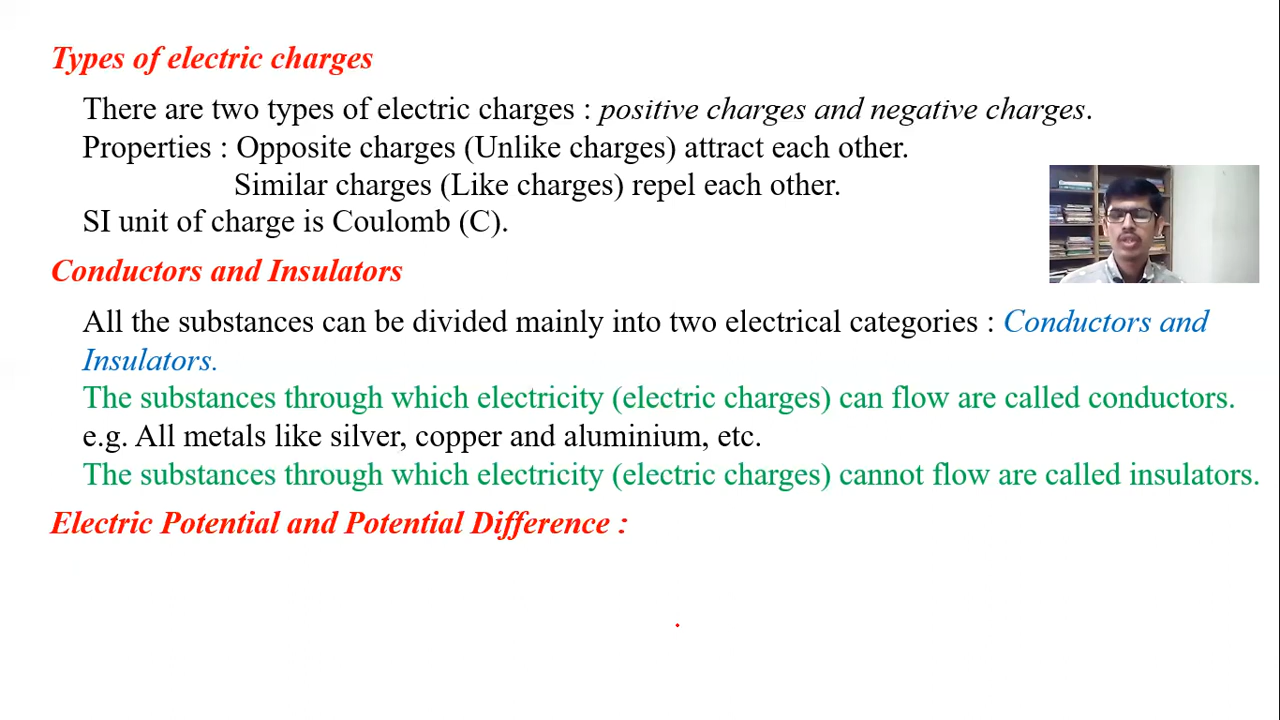 Types of electric charges
There are two types of electric charges : positive charges and negative charges.
Properties : Opposite charges (Unlike charges) attract each other.
Similar charges (Like charges) repel each other.
SI unit of charge is Coulomb (C).
Conductors and Insulators
All the substances can be divided mainly into two electrical categories : Conductors and
Insulators.
The substances through which electricity (electric charges) can flow are called conductors.
e.g. All metals like silver, copper and aluminium, etc.
The substances through which electricity (electric charges) cannot flow are called insulators.
Electric Potential and Potential Difference :